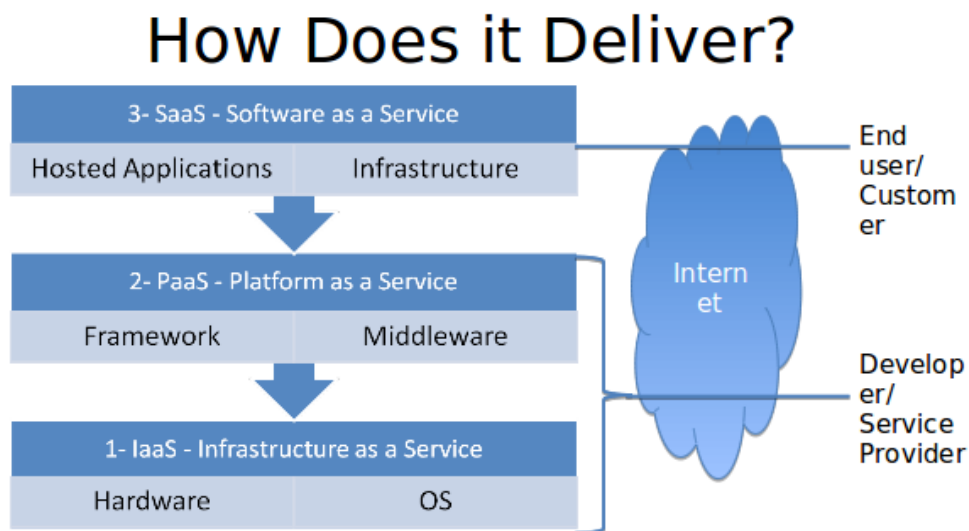 How Does it Deliver?
3- SaaS - Software as a Service
Hosted Applications
Infrastructure
2- PaaS - Platform as a Service
Framework
Middleware
1- IaaS - Infrastructure as a Service
Hardware
OS
Intern
et
End
user/
Custom
er
Develop
er/
Service
Provider